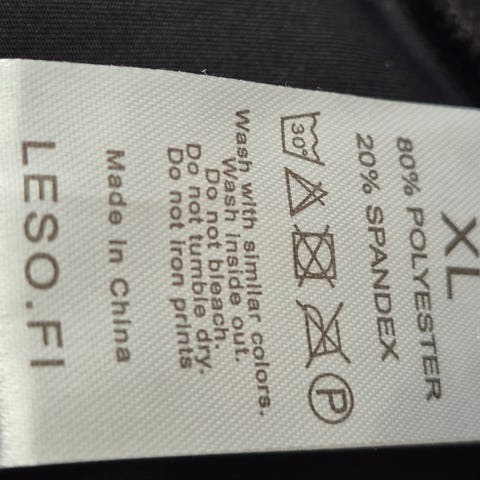 XL
80% POLYESTER
20% SPANDEX
30° P
Wash with similar colors.
Wash inside out.
Do not bleach.
Do not tumble dry.
Do not iron prints
Made In China
LESO.FI